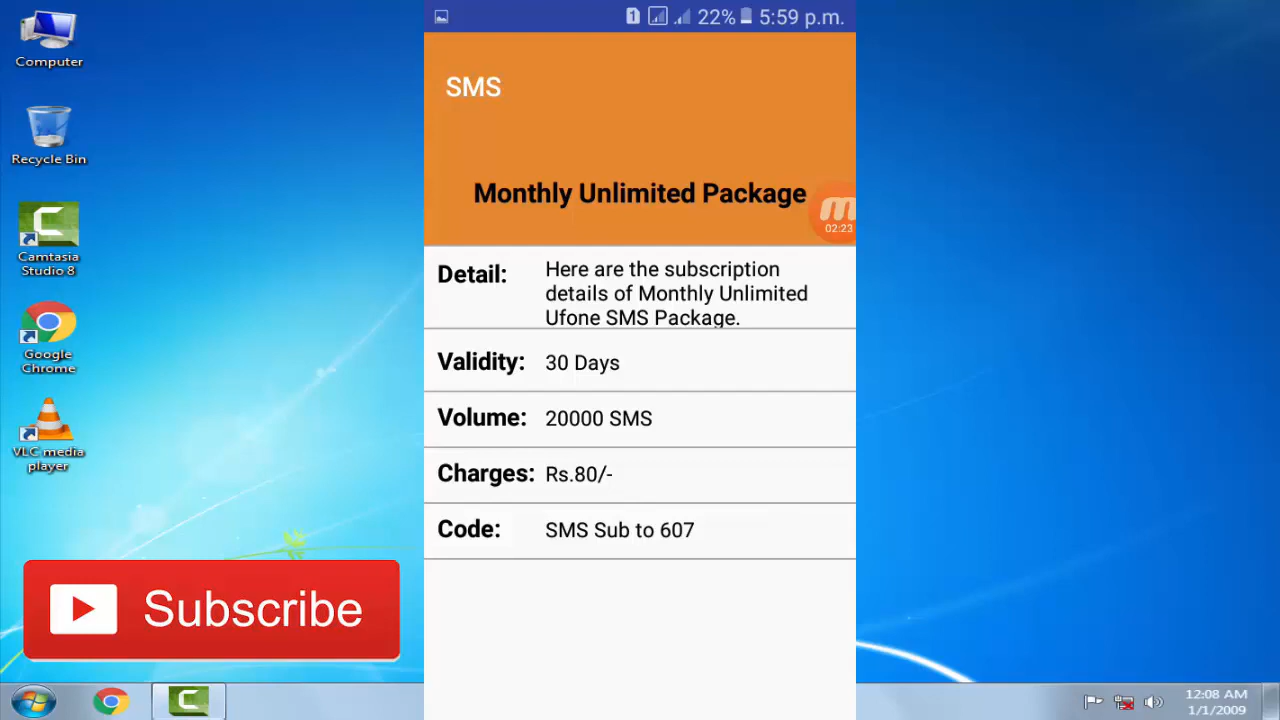 Computer
Recycle Bin
Camtasia
Studio 8
Google
Chrome
VLC media
player
Subscribe
1 22% 5:59 p.m.
SMS
Monthly Unlimited Package
02:23
Detail: Here are the subscription
details of Monthly Unlimited
Ufone SMS Package.
Validity: 30 Days
Volume: 20000 SMS
Charges: Rs.80/-
Code: SMS Sub to 607
12:08 AM
1/1/2009